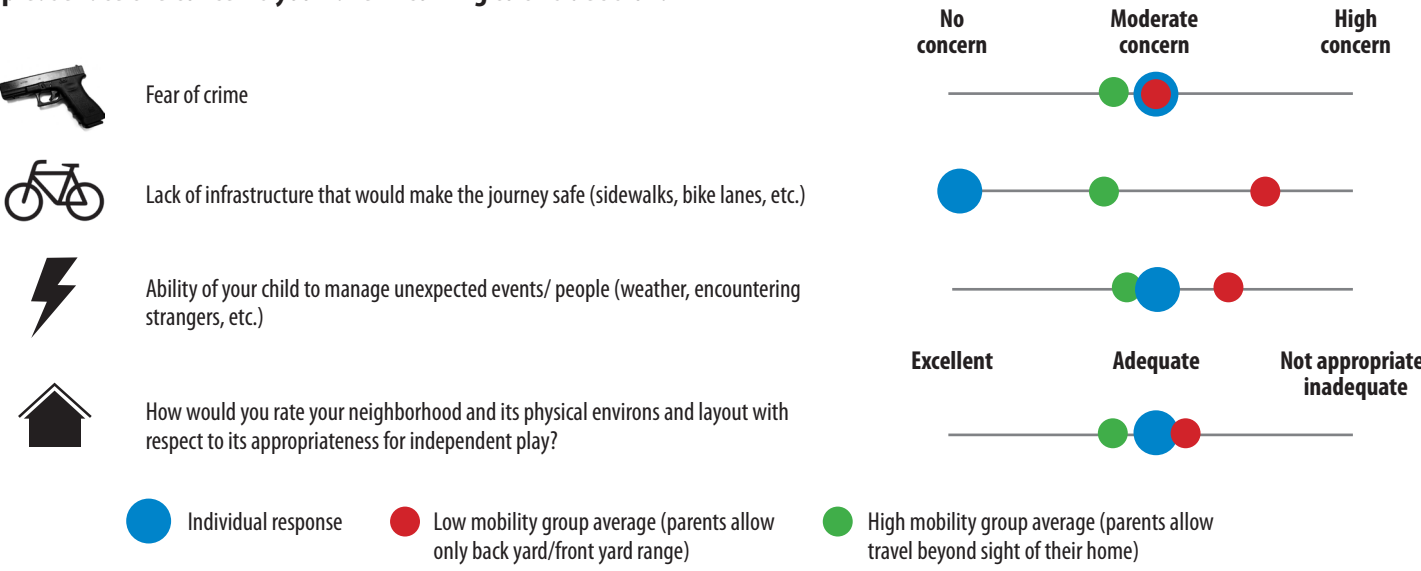 No concern
Moderate concern
High concern
Fear of crime
Lack of infrastructure that would make the journey safe (sidewalks, bike lanes, etc.)
Ability of your child to manage unexpected events/ people (weather, encountering
strangers, etc.)
Excellent
Adequate
Not appropriate
inadequate
How would you rate your neighborhood and its physical environs and layout with
respect to its appropriateness for independent play?
Individual response
Low mobility group average (parents allow
only back yard/front yard range)
High mobility group average (parents allow
travel beyond sight of their home)